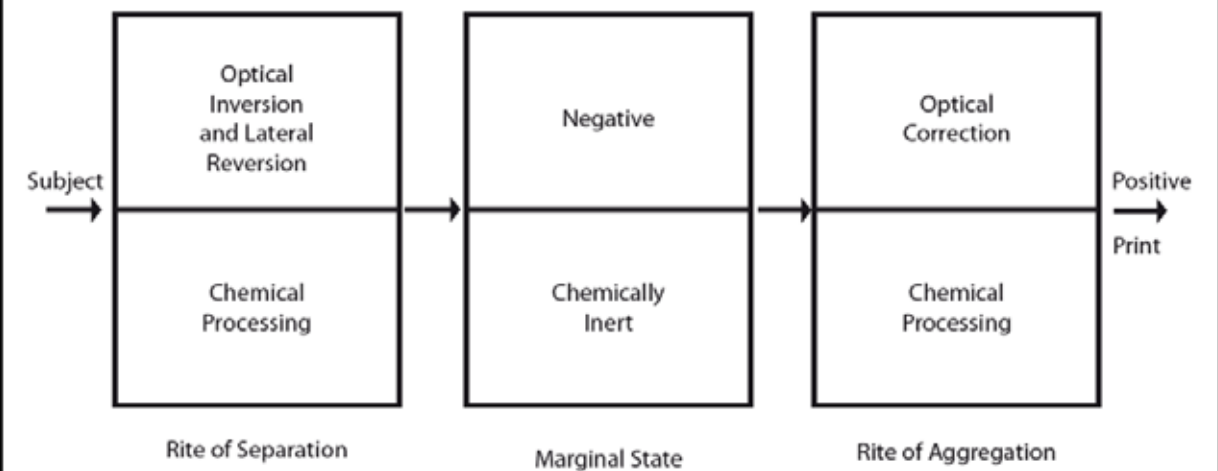 Subject
Optical
Inversion
and Lateral
Reversion
Chemical
Processing
Rite of Separation
Negative
Chemically
Inert
Marginal State
Optical
Correction
Chemical
Processing
Rite of Aggregation
Positive
Print